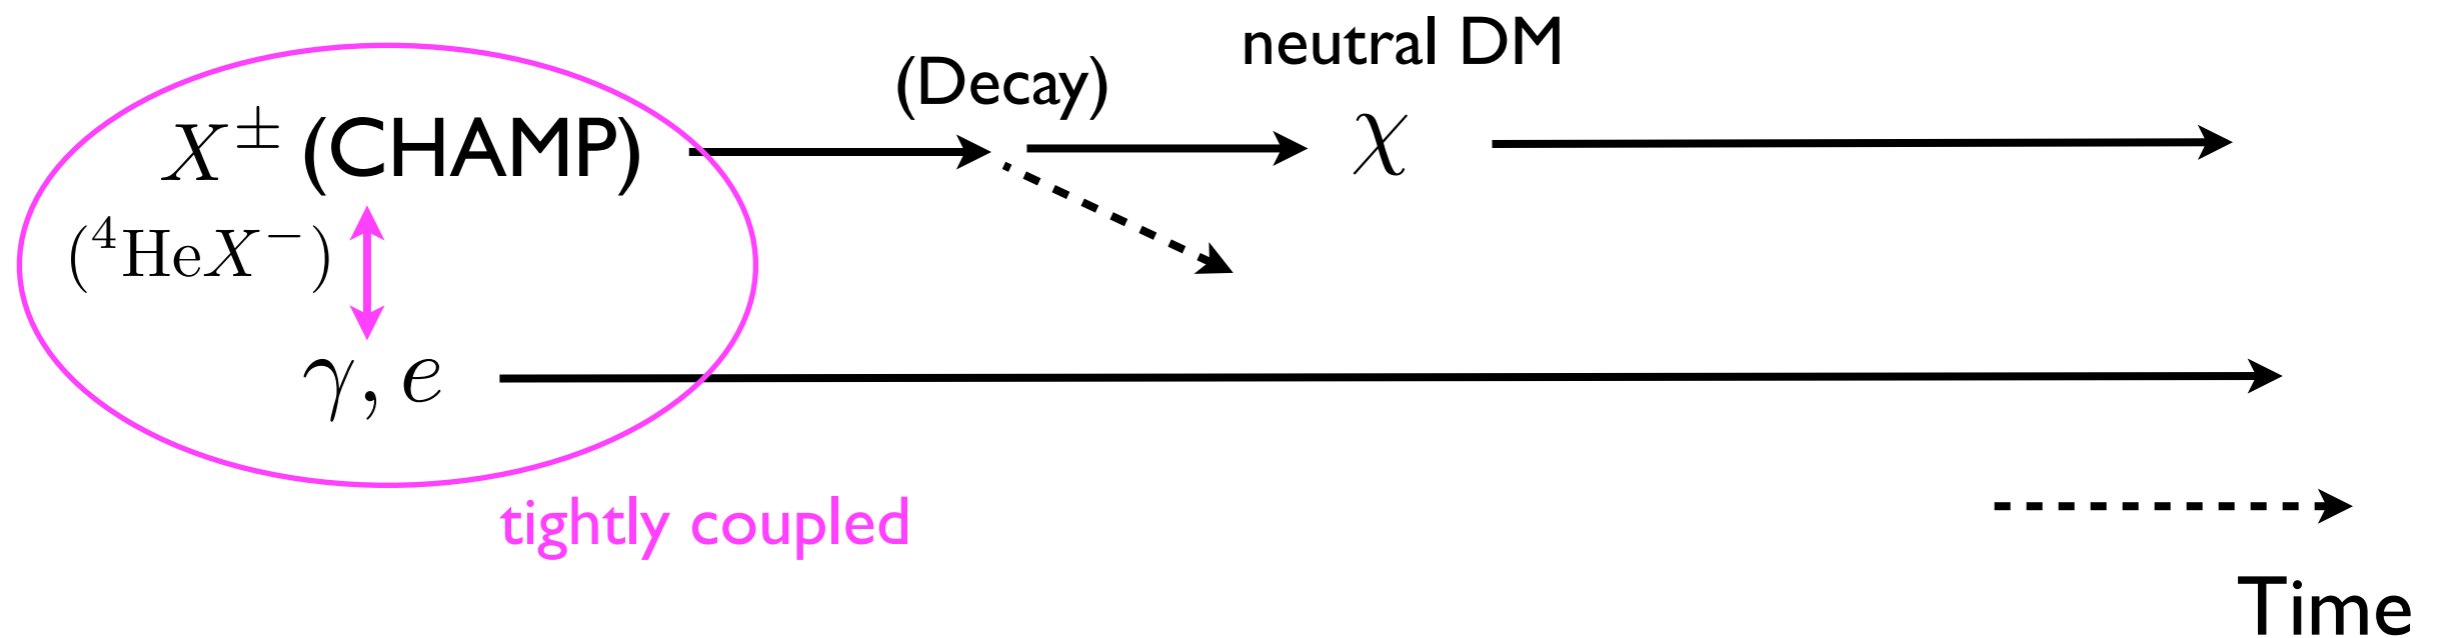 neutral DM
(Decay)
X± (CHAMP)
χ
(⁴HeX⁻)
γ, e
tightly coupled
Time